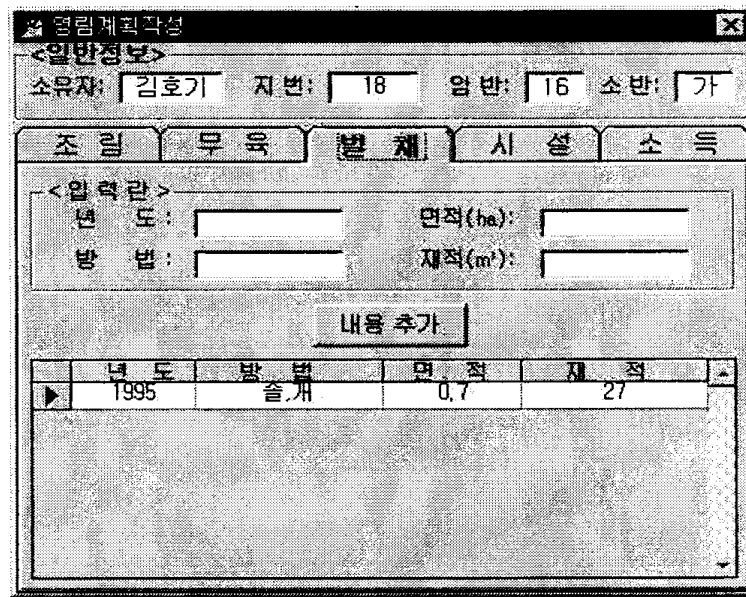 영림계획작성
<일반정보>
소유자: 김호기 지 번: 18 암 반: 16 소 반: 가
조 림 무 육 벌 채 시 설 소 득
<입 력 란>
년 도: 면적(ha):
방 법: 재적(m³):
내용 추가
년 도 방 법 면 적 재 적
1995 솔.개 0.7 27